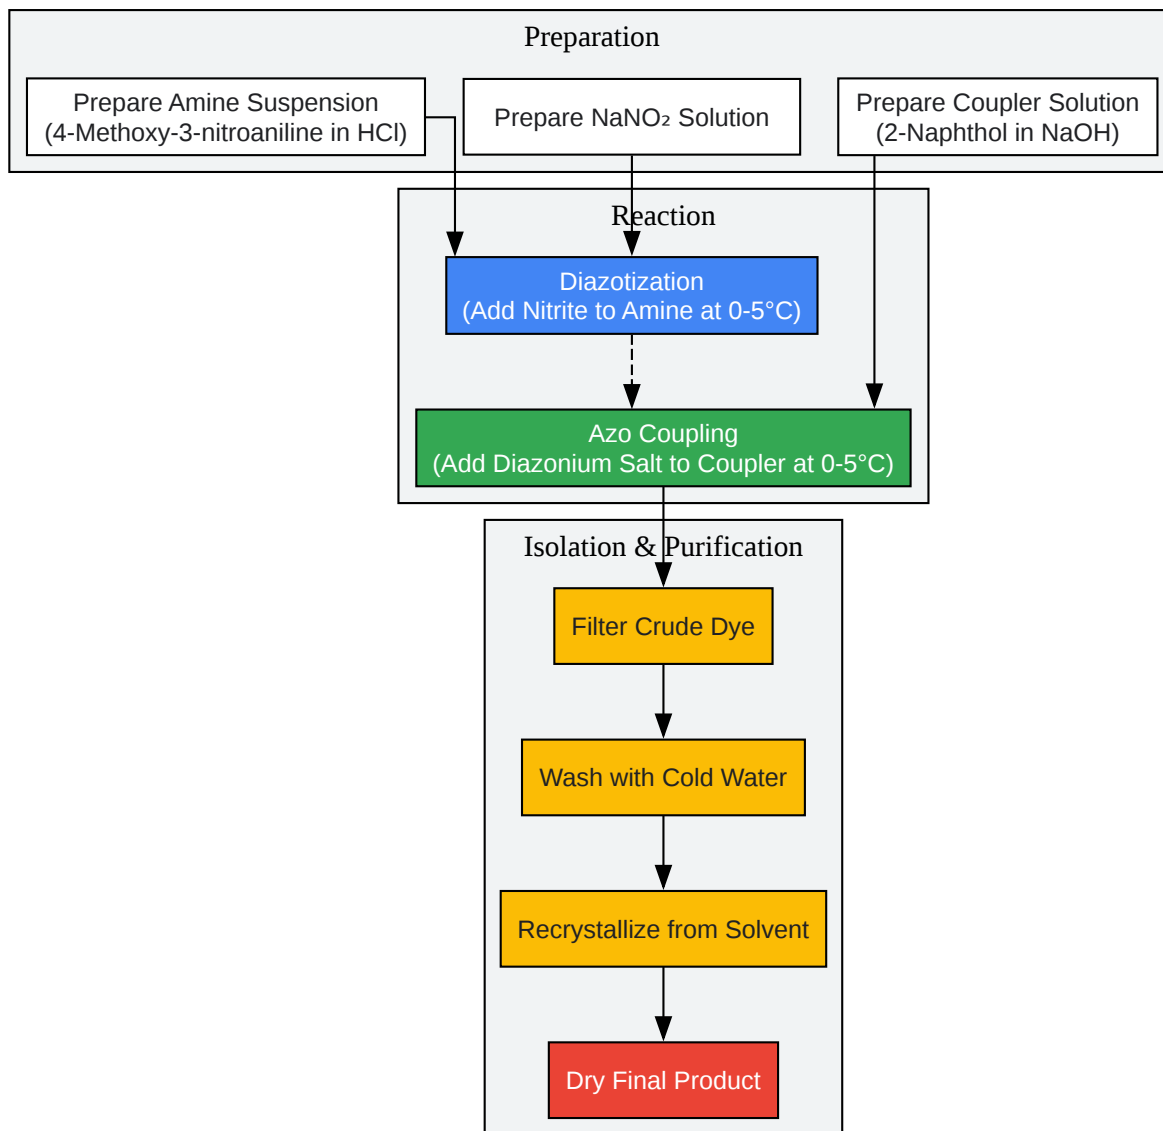 Preparation
Prepare Amine Suspension
(4-Methoxy-3-nitroaniline in HCl)
Prepare NaNO₂ Solution
Prepare Coupler Solution
(2-Naphthol in NaOH)
Reaction
Diazotization
(Add Nitrite to Amine at 0-5°C)
Azo Coupling
(Add Diazonium Salt to Coupler at 0-5°C)
Isolation & Purification
Filter Crude Dye
Wash with Cold Water
Recrystallize from Solvent
Dry Final Product